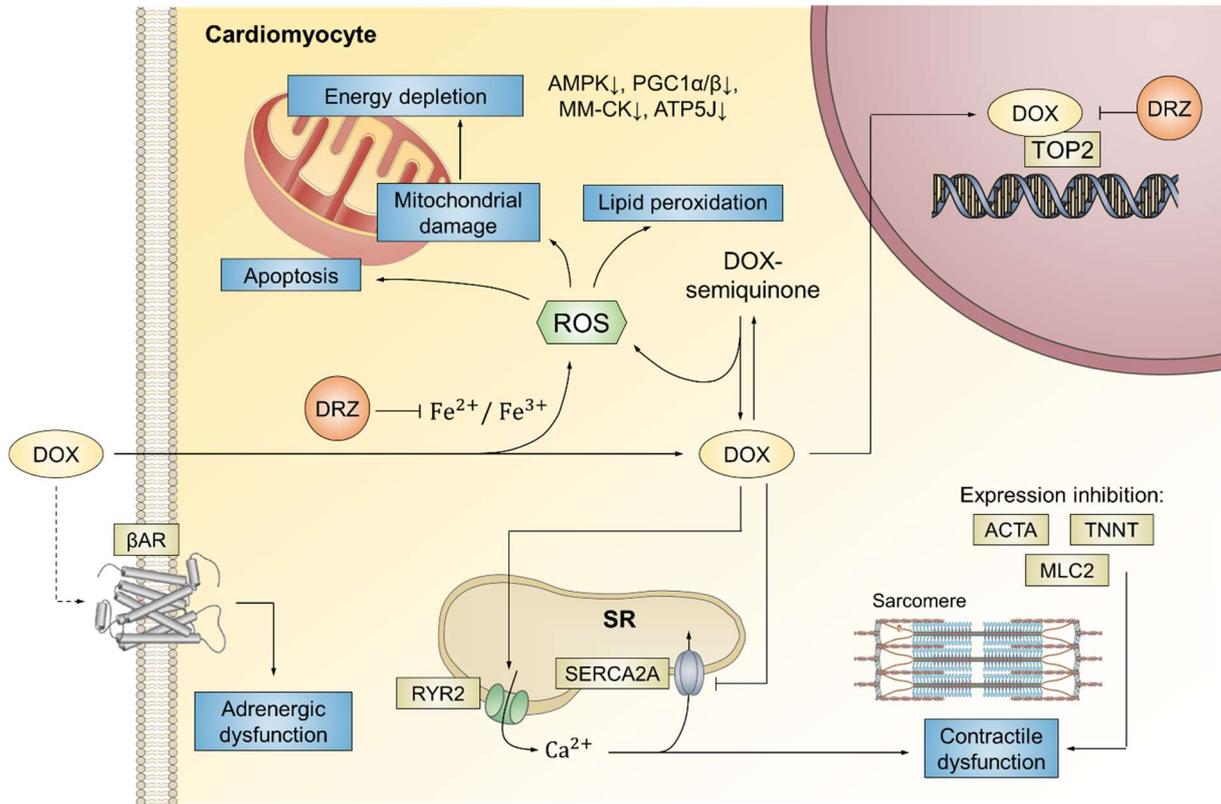 Cardiomyocyte
Energy depletion
AMPK↓, PGC1α/β↓,
MM-CK↓, ATP5J↓
DOX
DRZ
TOP2
Mitochondrial
damage
Lipid peroxidation
Apoptosis
DOX-
semiquinone
ROS
DRZ
Fe²⁺/ Fe³⁺
DOX
DOX
Expression inhibition:
ACTA
TNNT
MLC2
βAR
Sarcomere
SR
SERCA2A
RYR2
Adrenergic
dysfunction
Ca²⁺
Contractile
dysfunction